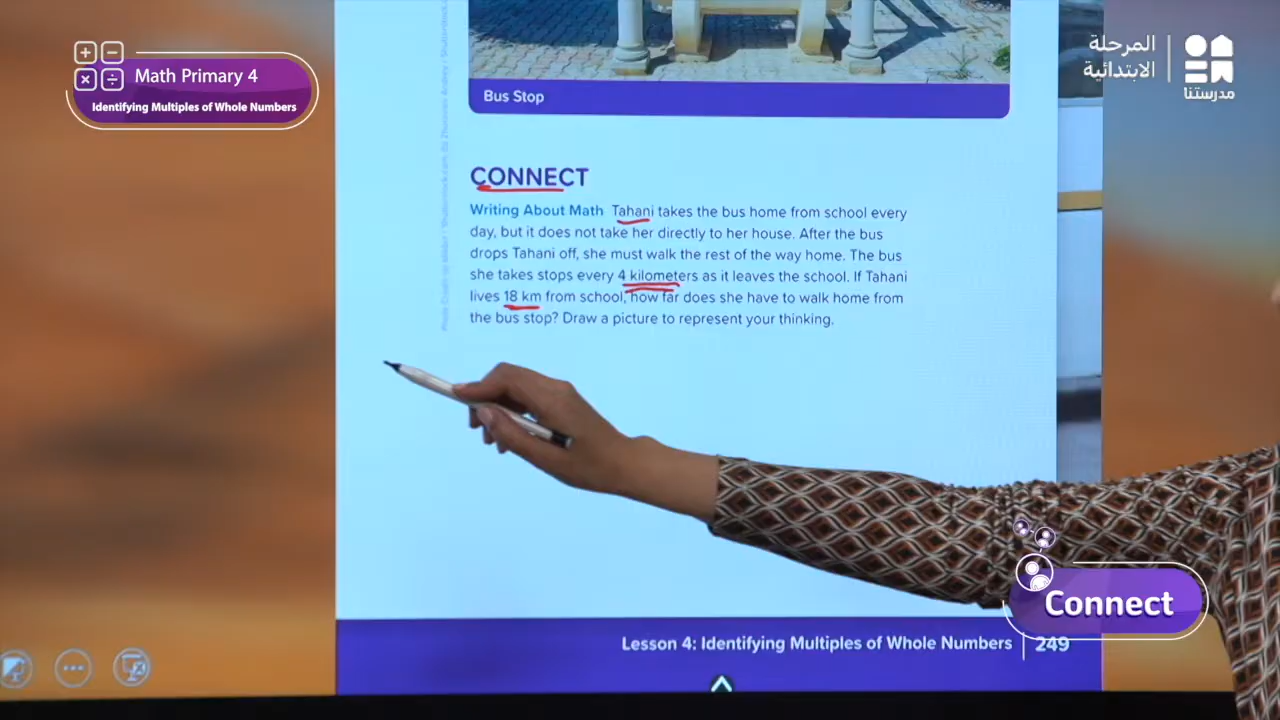 Math Primary 4
Identifying Multiples of Whole Numbers
المرحلة
الابتدائية
مدرستنا
Bus Stop
CONNECT
Writing About Math Tahani takes the bus home from school every
day, but it does not take her directly to her house. After the bus
drops Tahani off, she must walk the rest of the way home. The bus
she takes stops every 4 kilometers as it leaves the school. If Tahani
lives 18 km from school, how far does she have to walk home from
the bus stop? Draw a picture to represent your thinking.
Connect
Lesson 4: Identifying Multiples of Whole Numbers
249